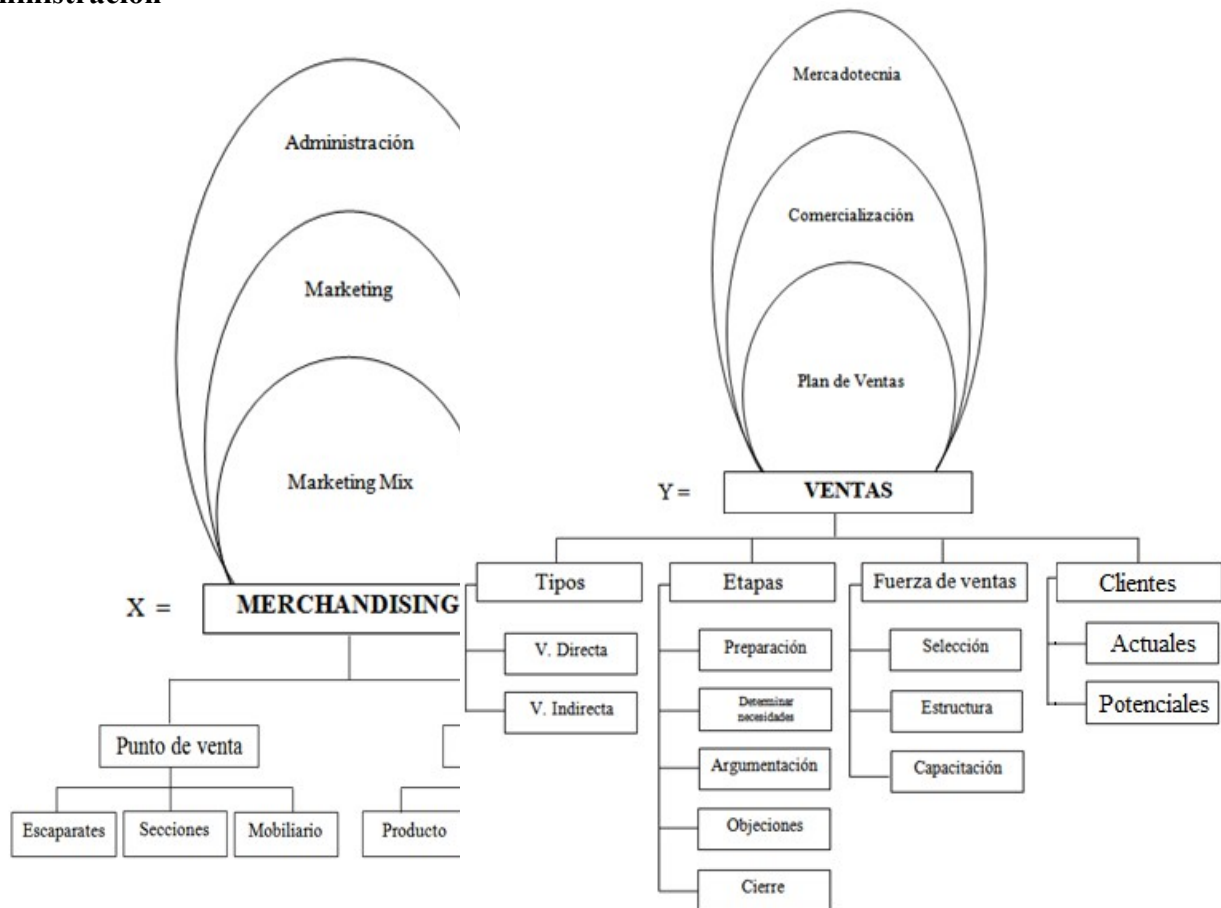 Administración
Marketing
Marketing Mix
X =
MERCHANDISING
Punto de venta
Escaparates
Secciones
Mobiliario
Producto
Mercadotecnia
Comercialización
Plan de Ventas
Y =
VENTAS
Tipos
V. Directa
V. Indirecta
Etapas
Preparación
Determinar
necesidades
Argumentación
Objeciones
Cierre
Fuerza de ventas
Selección
Estructura
Capacitación
Clientes
Actuales
Potenciales